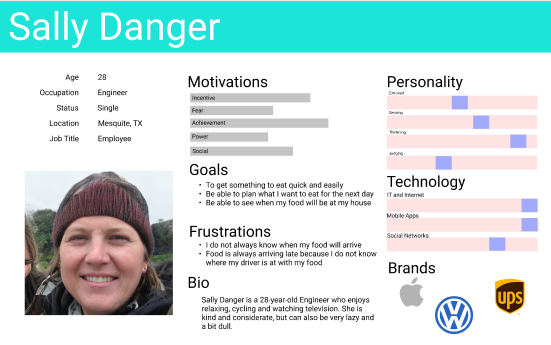 Sally Danger
Age 28
Occupation Engineer
Status Single
Location Mesquite, TX
Job Title Employee
Motivations
Incentive
Fear
Achievement
Power
Social
Goals
• To get something to eat quick and easily
• Be able to plan what I want to eat for the next day
• Be able to see when my food will be at my house
Frustrations
• I do not always know when my food will arrive
• Food is always arriving late because I do not know
where my driver is at with my food
Bio
Sally Danger is a 28-year-old Engineer who enjoys
relaxing, cycling and watching television. She is
kind and considerate, but can also be very lazy and
a bit dull.
Personality
Extrovert
Sensing
Thinking
Judging
Technology
IT and Internet
Mobile Apps
Social Networks
Brands
ups